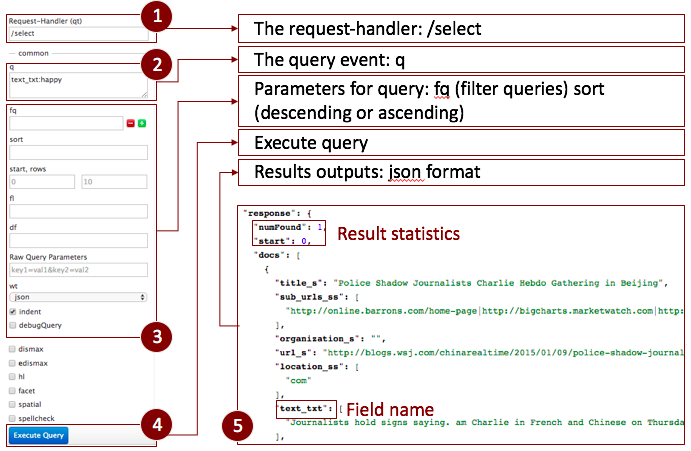 Request-Handler (qt)
/select
1
common
2
q
text_txt:happy
fq
sort
start, rows
0 10
fl
df
Raw Query Parameters
key1=val1&key2=val2
wt
json
indent
debugQuery
3
dismax
edismax
hl
facet
spatial
spellcheck
4
Execute Query
The request-handler: /select
The query event: q
Parameters for query: fq (filter queries) sort
(descending or ascending)
Execute query
Results outputs: json format
"response": {
"numFound": 1,
"start": 0,
Result statistics
"docs": [
{
"title_s": "Police Shadow Journalists Charlie Hebdo Gathering in Beijing",
"sub_urls_ss": [
"http://online.barrons.com/home-page|http://bigcharts.marketwatch.com|http:
],
"organization_s": "",
"url_s": "http://blogs.wsj.com/chinarealtime/2015/01/09/police-shadow-journal
"location_ss": [
"com"
],
"text_txt": [
Field name
"Journalists hold signs saying. am Charlie in French and Chinese on Thursda
],
5